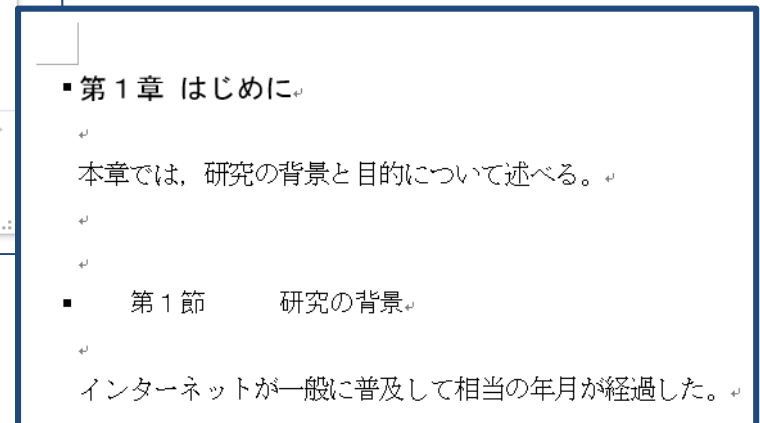 第1章 はじめに
本章では，研究の背景と目的について述べる。
第1節 研究の背景
インターネットが一般に普及して相当の年月が経過した。